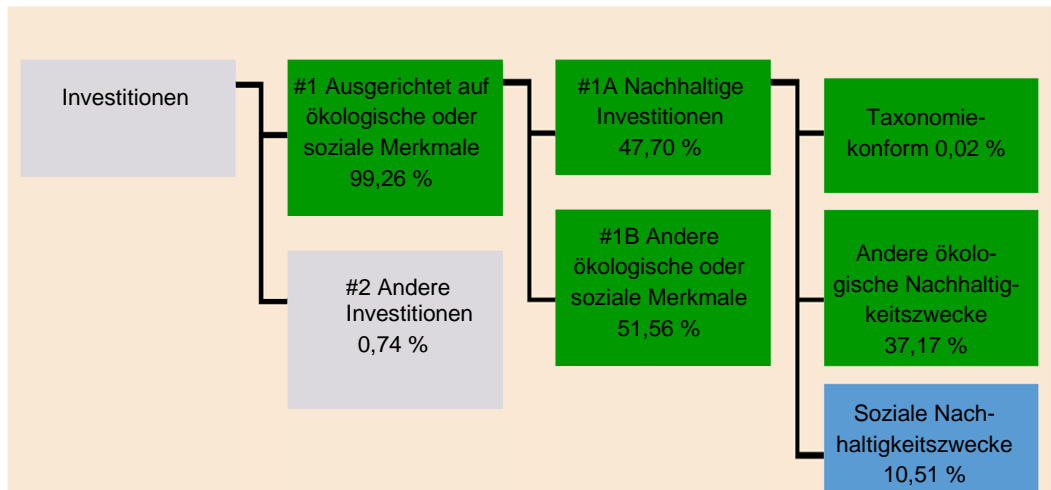 Investitionen
#1 Ausgerichtet auf
ökologische oder
soziale Merkmale
99,26 %
#2 Andere
Investitionen
0,74 %
#1A Nachhaltige
Investitionen
47,70 %
#1B Andere
ökologische oder
soziale Merkmale
51,56 %
Taxonomie-
konform 0,02 %
Andere ökolo-
gische Nachhaltig-
keitszwecke
37,17 %
Soziale Nach-
haltigkeitszwecke
10,51 %